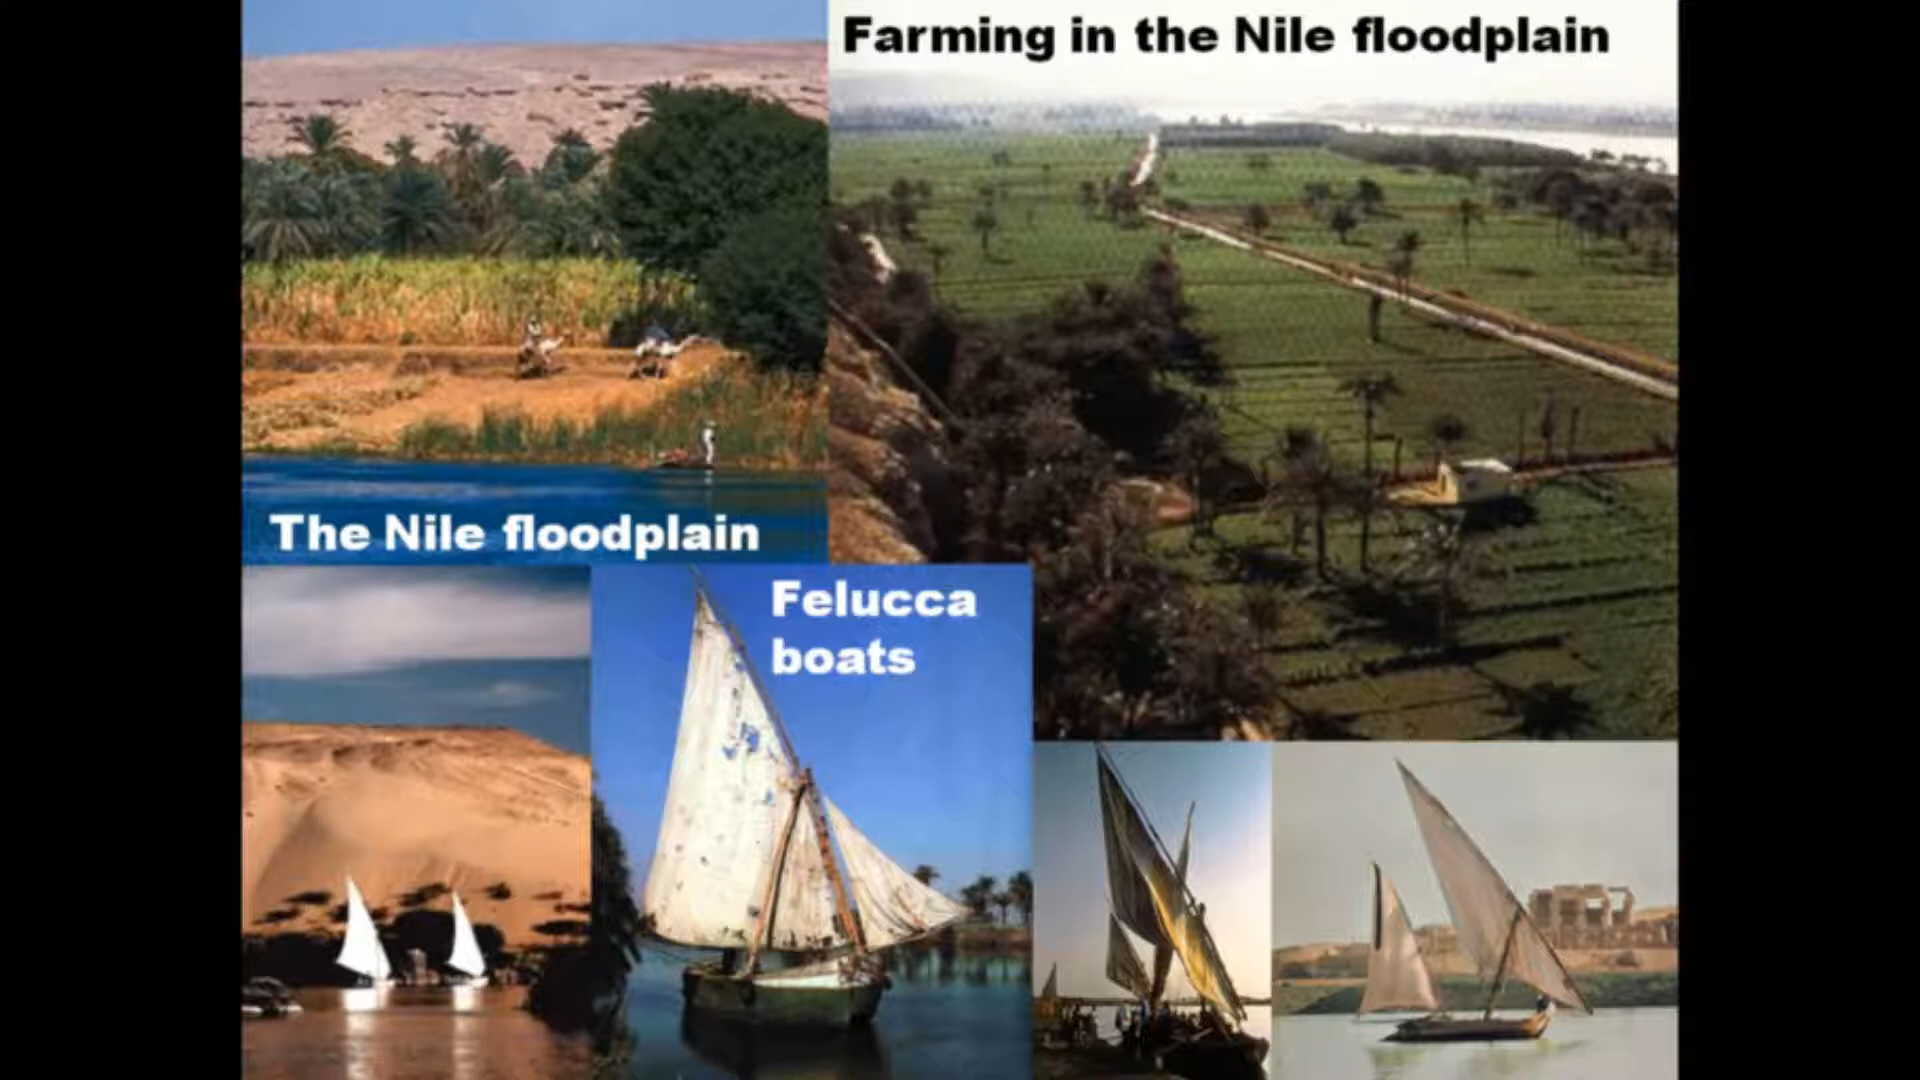 Farming in the Nile floodplain
The Nile floodplain
Felucca
boats